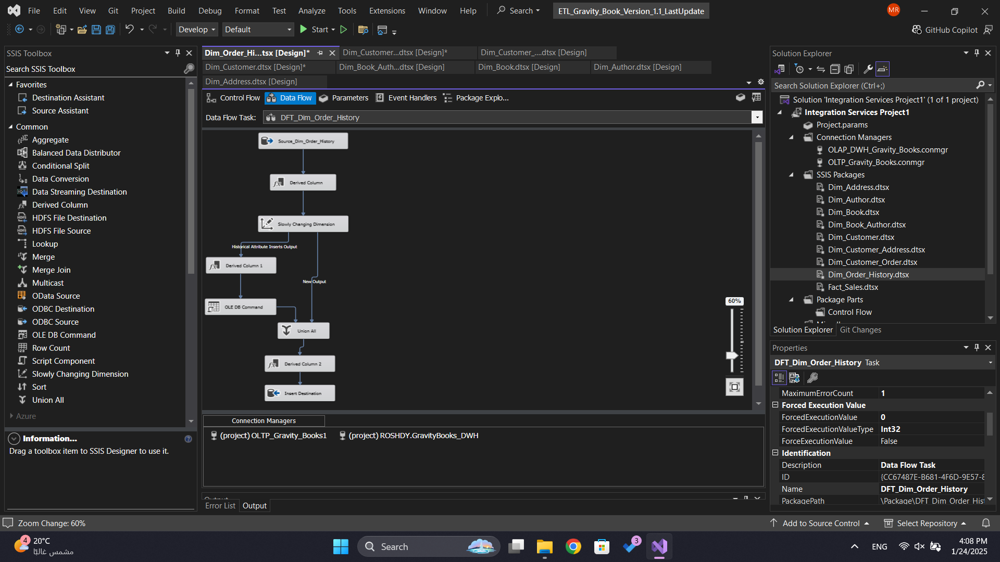 File Edit View Git Project Build Debug Format Test Analyze Tools Extensions Window Help Search ETL_Gravity_Book_Version_1.1_LastUpdate MR
Develop Default Start GitHub Copilot
SSIS Toolbox
Search SSIS Toolbox
Favorites
Destination Assistant
Source Assistant
Common
Aggregate
Balanced Data Distributor
Conditional Split
Data Conversion
Data Streaming Destination
Derived Column
HDFS File Destination
HDFS File Source
Lookup
Merge
Merge Join
Multicast
OData Source
ODBC Destination
ODBC Source
OLE DB Command
Row Count
Script Component
Slowly Changing Dimension
Sort
Union All
Azure
Information...
Drag a toolbox item to SSIS Designer to use it.
Dim_Order_Hi...tsx [Design]* Dim_Customer...dtsx [Design]* Dim_Customer_....dtsx [Design]
Dim_Customer.dtsx [Design]* Dim_Book_Auth...dtsx [Design] Dim_Book.dtsx [Design] Dim_Author.dtsx [Design]
Dim_Address.dtsx [Design]
Control Flow Data Flow Parameters Event Handlers Package Explo...
Data Flow Task: DFT_Dim_Order_History
Source_Dim_Order_History
Derived Column
Slowly Changing Dimension
Historical Attribute Inserts Output
Derived Column 1
New Output
OLE DB Command
Union All
Derived Column 2
Insert Destination
60%
Connection Managers
(project) OLTP_Gravity_Books1 (project) ROSHDY.GravityBooks_DWH
Output
Error List Output
Solution Explorer
Search Solution Explorer (Ctrl+;)
Solution 'Integration Services Project1' (1 of 1 project)
Integration Services Project1
Project.params
Connection Managers
OLAP_DWH_Gravity_Books.conmgr
OLTP_Gravity_Books.conmgr
SSIS Packages
Dim_Address.dtsx
Dim_Author.dtsx
Dim_Book.dtsx
Dim_Book_Author.dtsx
Dim_Customer.dtsx
Dim_Customer_Address.dtsx
Dim_Customer_Order.dtsx
Dim_Order_History.dtsx
Fact_Sales.dtsx
Package Parts
Control Flow
Solution Explorer Git Changes
Properties
DFT_Dim_Order_History Task
MaximumErrorCount 1
Forced Execution Value
ForcedExecutionValue 0
ForcedExecutionValueType Int32
ForceExecutionValue False
Identification
Description Data Flow Task
ID {CC67487E-B681-4F6D-9E57-8
Name DFT_Dim_Order_History
PackagePath \Package\DFT_Dim_Order_Hist
Zoom Change: 60% Add to Source Control Select Repository
4 20°C
مشمس غالبًا
Search 3 ENG
4:08 PM
1/24/2025